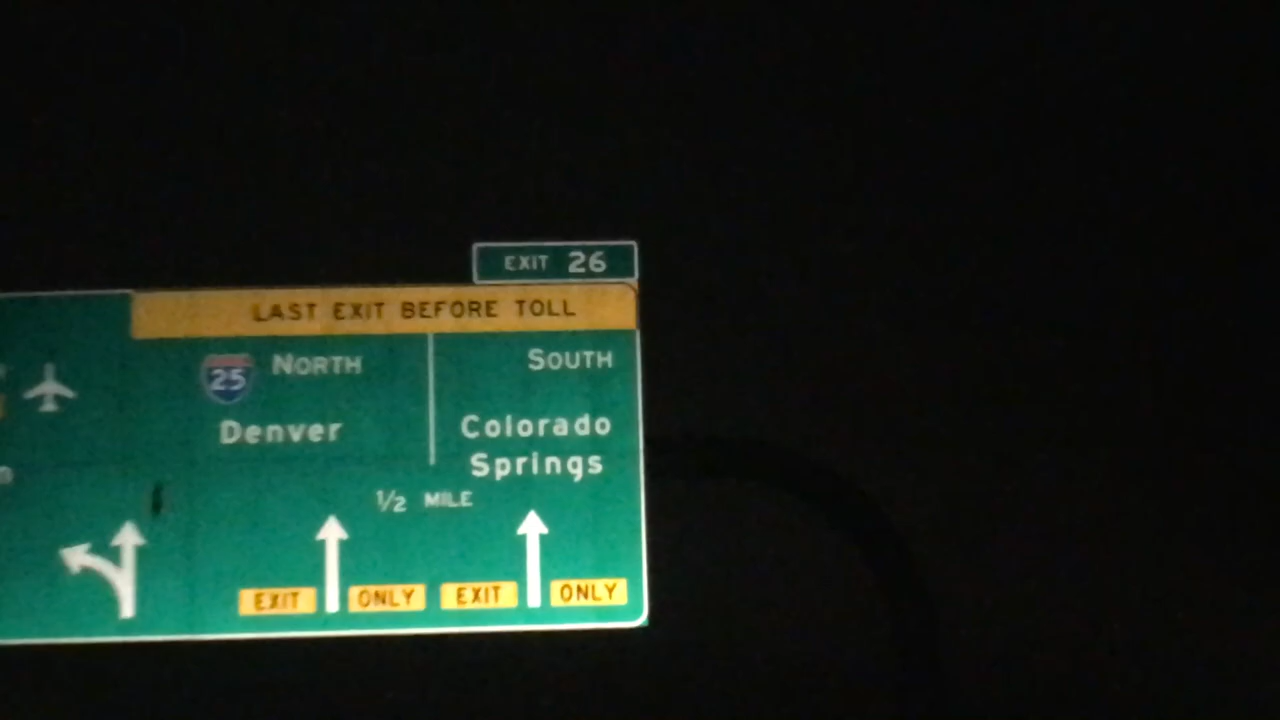 EXIT 26
LAST EXIT BEFORE TOLL
25 NORTH
SOUTH
Denver
Colorado
Springs
1/2 MILE
EXIT ONLY
EXIT ONLY